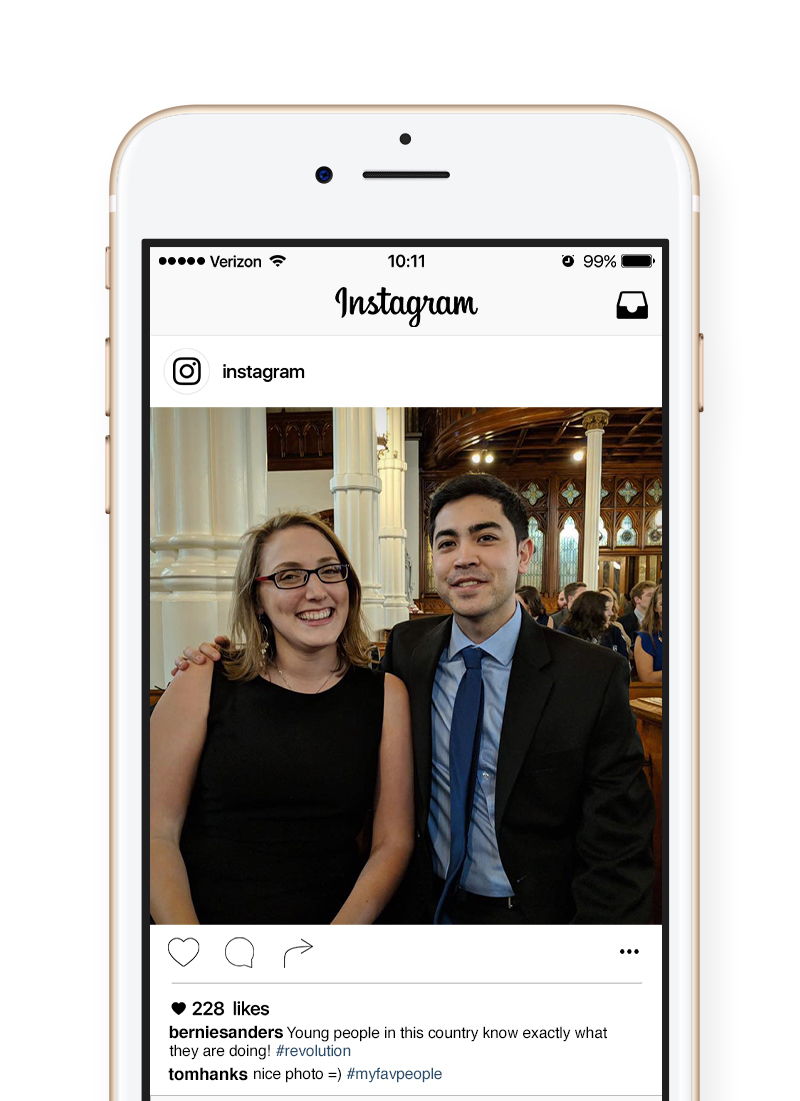 Verizon 10:11 99%
Instagram
instagram
228 likes
berniesanders Young people in this country know exactly what
they are doing! #revolution
tomhanks nice photo =) #myfavpeople